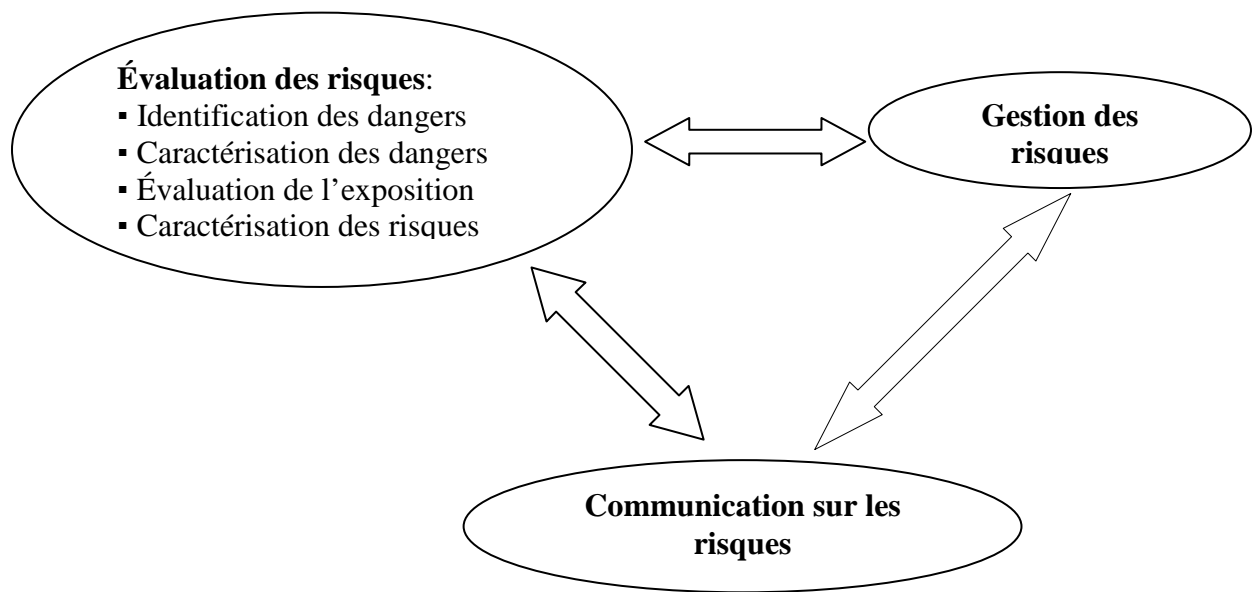 Évaluation des risques:
▪ Identification des dangers
▪ Caractérisation des dangers
▪ Évaluation de l’exposition
▪ Caractérisation des risques
Gestion des
risques
Communication sur les
risques